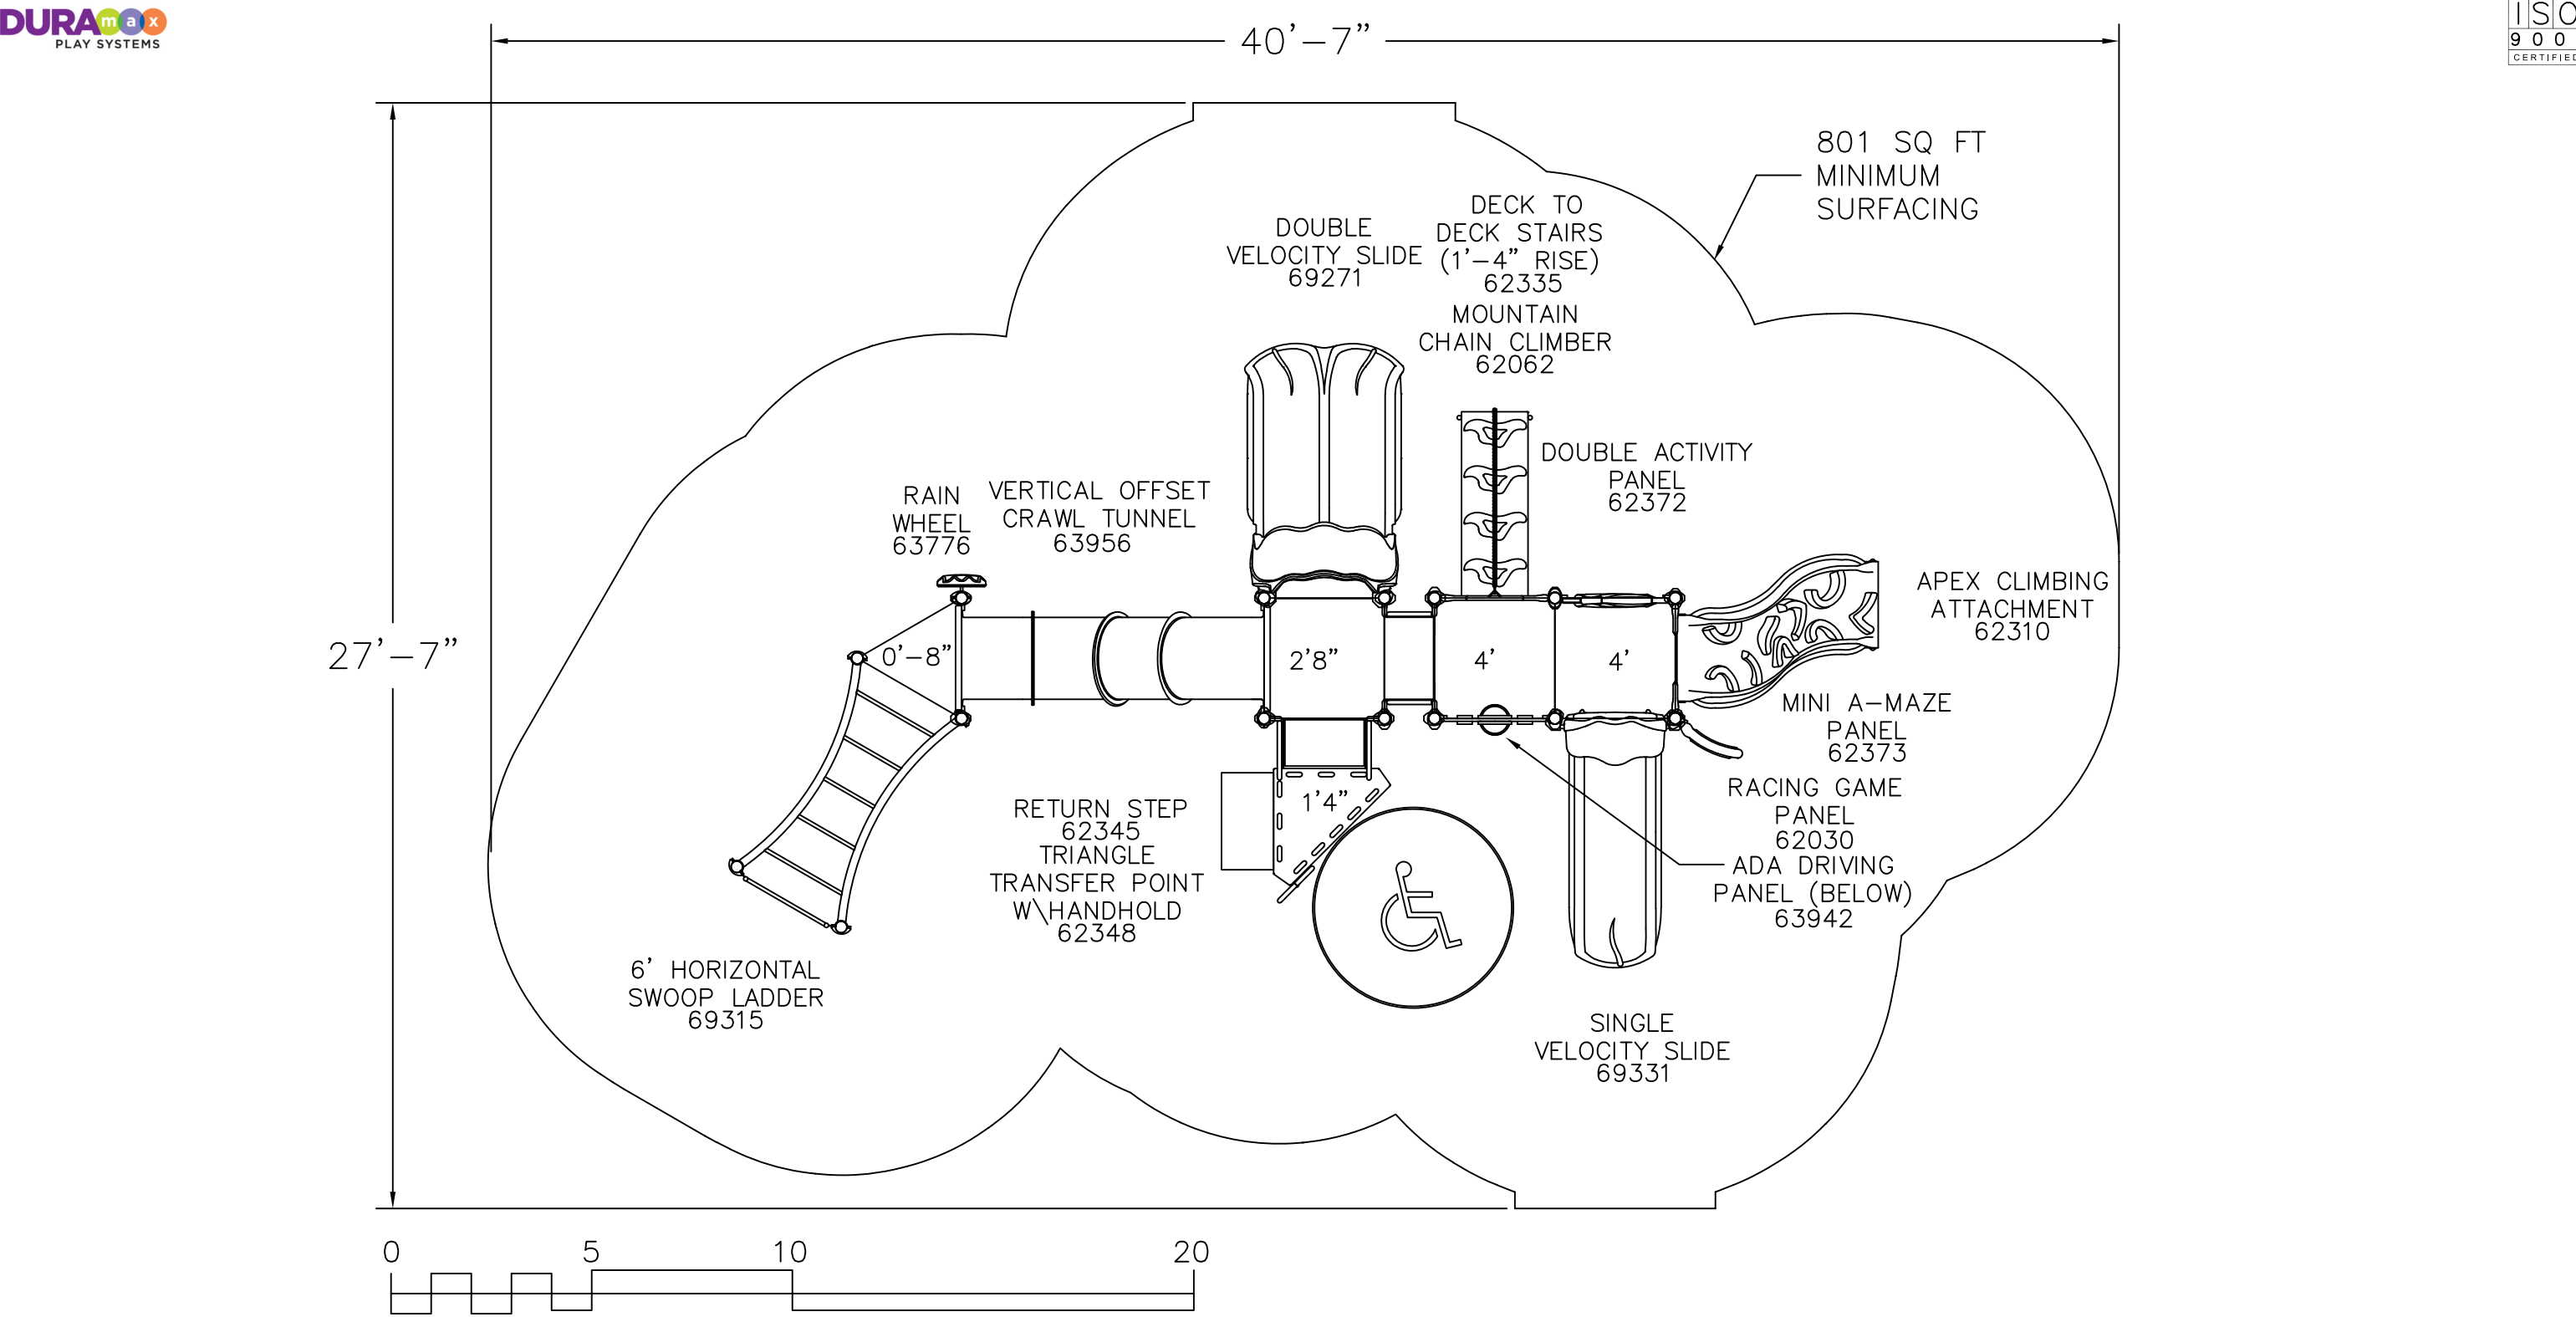 DURAmax
PLAY SYSTEMS
ISO
900
CERTIFIED
40'-7"
801 SQ FT
MINIMUM
SURFACING
DECK TO
DECK STAIRS
(1'-4" RISE)
62335
DOUBLE
VELOCITY SLIDE
69271
MOUNTAIN
CHAIN CLIMBER
62062
DOUBLE ACTIVITY
PANEL
62372
RAIN
WHEEL
63776
VERTICAL OFFSET
CRAWL TUNNEL
63956
APEX CLIMBING
ATTACHMENT
62310
27'-7"
0'-8"
2'8"
4'
4'
MINI A-MAZE
PANEL
62373
RACING GAME
PANEL
62030
ADA DRIVING
PANEL (BELOW)
63942
1'4"
RETURN STEP
62345
TRIANGLE
TRANSFER POINT
W\HANDHOLD
62348
6' HORIZONTAL
SWOOP LADDER
69315
SINGLE
VELOCITY SLIDE
69331
0 5 10 20